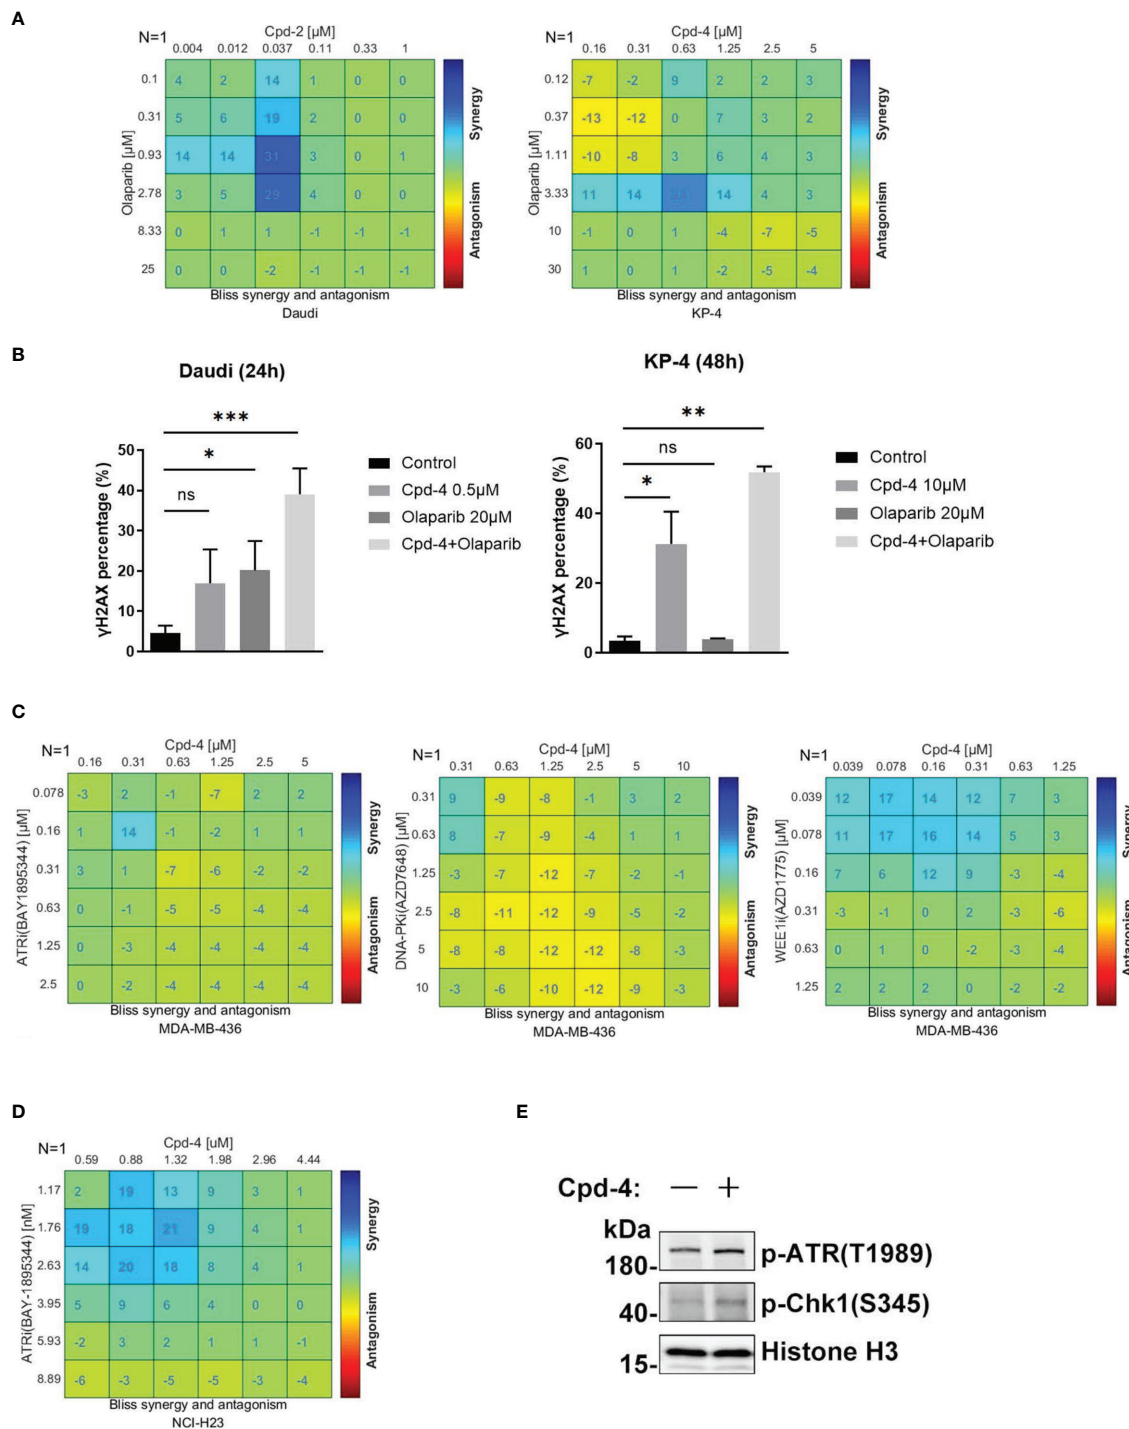 A
N=1
Cpd-2 [µM]
0.004 0.012 0.037 0.11 0.33 1
Olaparib [µM]
0.1 4 2 14 1 0 0
0.31 5 6 19 2 0 0
0.93 14 14 31 3 0 1
2.78 3 5 29 4 0 0
8.33 0 1 1 -1 -1 -1
25 0 0 -2 -1 -1 -1
Bliss synergy and antagonism
Daudi
Synergy
Antagonism
N=1
Cpd-4 [µM]
0.16 0.31 0.63 1.25 2.5 5
Olaparib [µM]
0.12 -7 -2 9 2 2 3
0.37 -13 -12 0 7 3 2
1.11 -10 -8 3 6 4 3
3.33 11 14 14 4 3
10 -1 0 1 -4 -7 -5
30 1 0 1 -2 -5 -4
Bliss synergy and antagonism
KP-4
Synergy
Antagonism
B
Daudi (24h)
γH2AX percentage (%)
50
40
30
20
10
0
***
*
ns
Control
Cpd-4 0.5µM
Olaparib 20µM
Cpd-4+Olaparib
KP-4 (48h)
γH2AX percentage (%)
60
40
20
0
**
ns
*
Control
Cpd-4 10µM
Olaparib 20µM
Cpd-4+Olaparib
C
N=1
Cpd-4 [µM]
0.16 0.31 0.63 1.25 2.5 5
ATRi(BAY1895344) [µM]
0.078 -3 2 -1 -7 2 2
0.16 1 14 -1 -2 1 1
0.31 3 1 -7 -6 -2 -2
0.63 0 -1 -5 -5 -4 -4
1.25 0 -3 -4 -4 -4 -4
2.5 0 -2 -4 -4 -4 -4
Bliss synergy and antagonism
MDA-MB-436
Synergy
Antagonism
N=1
Cpd-4 [µM]
0.31 0.63 1.25 2.5 5 10
DNA-PKi(AZD7648) [µM]
0.31 9 -9 -8 -1 3 2
0.63 8 -7 -9 -4 1 1
1.25 -3 -7 -12 -7 -2 -1
2.5 -8 -11 -12 -9 -5 -2
5 -8 -8 -12 -12 -8 -3
10 -3 -6 -10 -12 -9 -3
Bliss synergy and antagonism
MDA-MB-436
Synergy
Antagonism
N=1
Cpd-4 [µM]
0.039 0.078 0.16 0.31 0.63 1.25
WEE1i(AZD1775) [µM]
0.039 12 17 14 12 7 3
0.078 11 17 16 14 5 3
0.16 7 6 12 9 -3 -4
0.31 -3 -1 0 2 -3 -6
0.63 0 1 0 -2 -3 -4
1.25 2 2 2 0 -2 -2
Bliss synergy and antagonism
MDA-MB-436
Synergy
Antagonism
D
N=1
Cpd-4 [uM]
0.59 0.88 1.32 1.98 2.96 4.44
ATRi(BAY-1895344) [nM]
1.17 2 19 13 9 3 1
1.76 19 18 21 9 4 1
2.63 14 20 18 8 4 1
3.95 5 9 6 4 0 0
5.93 -2 3 2 1 1 -1
8.89 -6 -3 -5 -5 -3 -4
Bliss synergy and antagonism
NCI-H23
Synergy
Antagonism
E
Cpd-4: — +
kDa
180- p-ATR(T1989)
40- p-Chk1(S345)
15- Histone H3